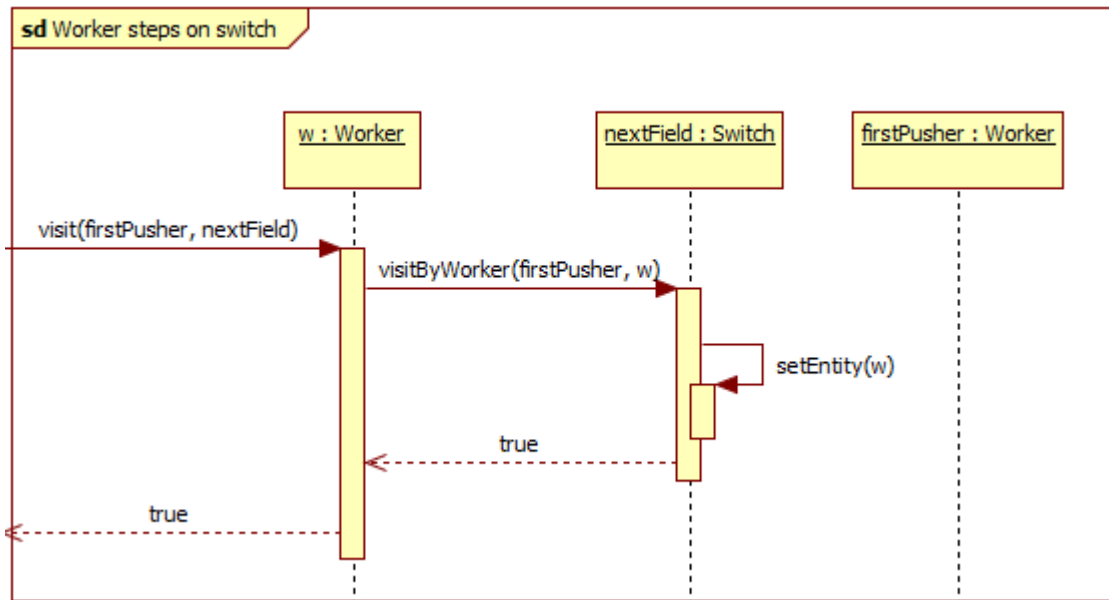 sd Worker steps on switch
w : Worker
nextField : Switch
firstPusher : Worker
visit(firstPusher, nextField)
visitByWorker(firstPusher, w)
setEntity(w)
true
true